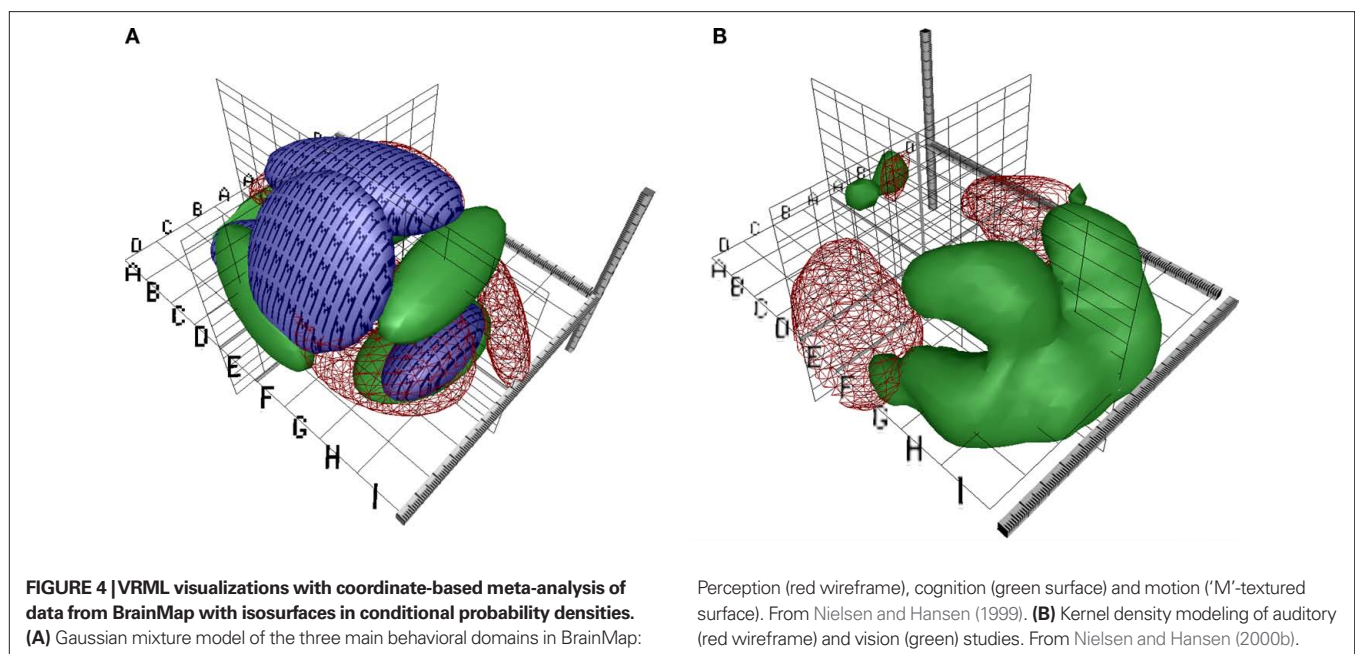 A
B
D
B
A
A
B
C
D
A
B
C
D
E
F
G
H
I
D
B
A
A
B
C
D
A
B
C
D
E
F
G
H
I
FIGURE 4 | VRML visualizations with coordinate-based meta-analysis of
data from BrainMap with isosurfaces in conditional probability densities.
(A) Gaussian mixture model of the three main behavioral domains in BrainMap:
Perception (red wireframe), cognition (green surface) and motion (‘M’-textured
surface). From Nielsen and Hansen (1999). (B) Kernel density modeling of auditory
(red wireframe) and vision (green) studies. From Nielsen and Hansen (2000b).